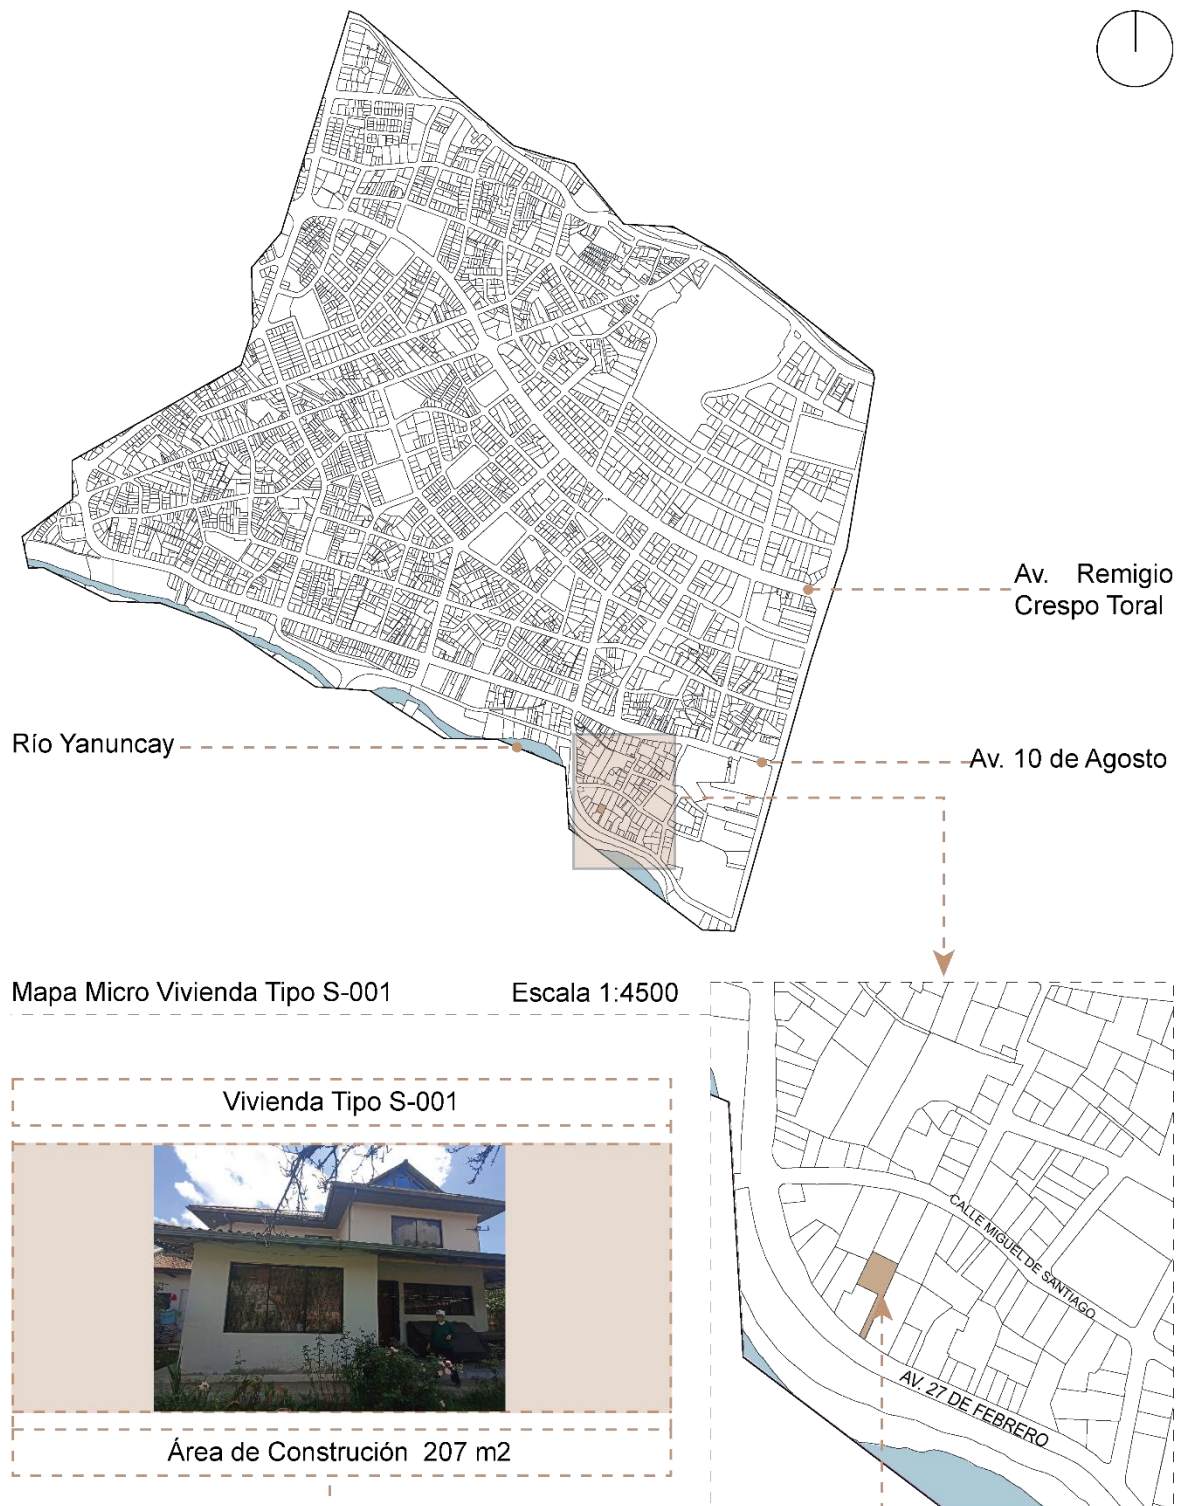 Av. Remigio
Crespo Toral
Río Yanuncay
Av. 10 de Agosto
Mapa Micro Vivienda Tipo S-001
Escala 1:4500
Vivienda Tipo S-001
CALLE MIGUEL DE SANTIAGO
AV. 27 DE FEBRERO
Área de Construción 207 m2